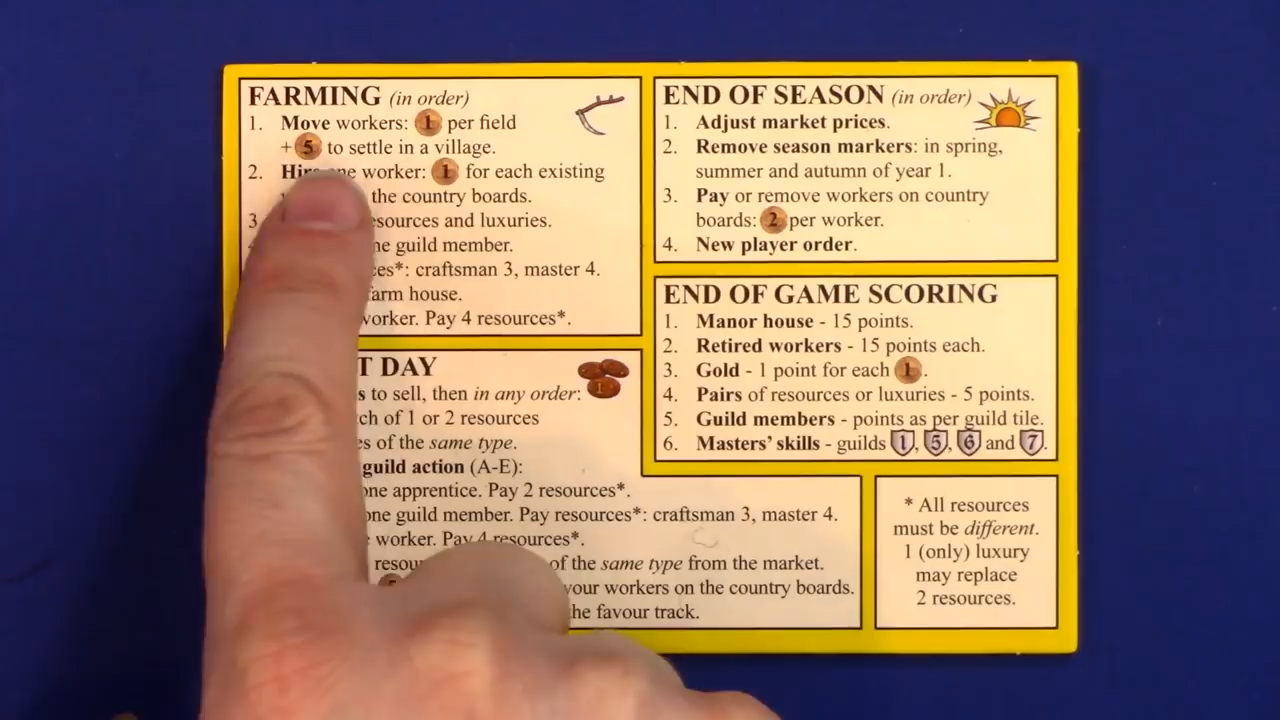 FARMING (in order)
1. Move workers: 1 per field
+ 5 to settle in a village.
2. Hire one worker: 1 for each existing
the country boards.
3. resources and luxuries.
guild member.
craftsman 3, master 4.
farm house.
worker. Pay 4 resources*.
DAY
to sell, then in any order:
of 1 or 2 resources
of the same type.
guild action (A-E):
one apprentice. Pay 2 resources*.
one guild member. Pay resources*: craftsman 3, master 4.
worker. Pay 4 resources*.
of the same type from the market.
your workers on the country boards.
the favour track.
END OF SEASON (in order)
1. Adjust market prices.
2. Remove season markers: in spring,
summer and autumn of year 1.
3. Pay or remove workers on country
boards: 2 per worker.
4. New player order.
END OF GAME SCORING
1. Manor house - 15 points.
2. Retired workers - 15 points each.
3. Gold - 1 point for each 1.
4. Pairs of resources or luxuries - 5 points.
5. Guild members - points as per guild tile.
6. Masters' skills - guilds 1, 5, 6 and 7.
* All resources
must be different.
1 (only) luxury
may replace
2 resources.